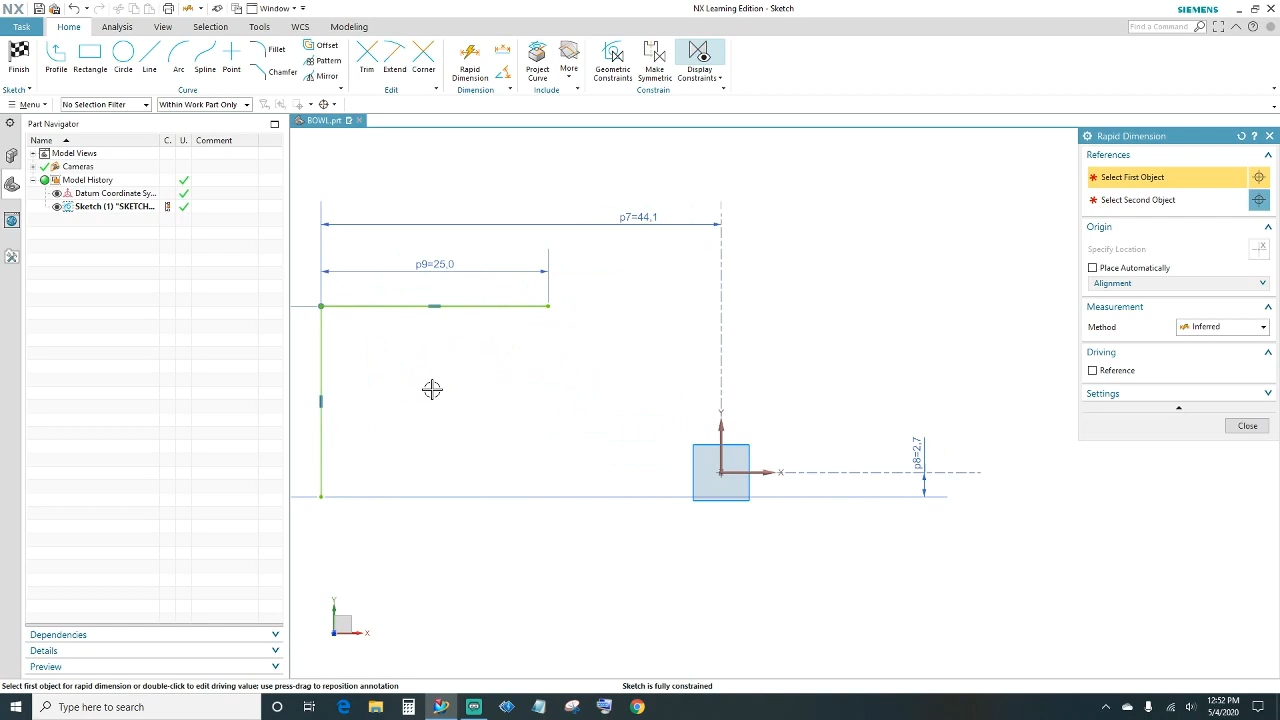 NX Window NX Learning Edition - Sketch SIEMENS
Task Home Analysis View Selection Tools WCS Modeling Find a Command
Finish Profile Rectangle Circle Line Arc Spline Point Fillet Chamfer Offset Pattern Mirror Trim Extend Corner Rapid Dimension Project Curve More Geometric Constraints Make Symmetric Display Constraints
Sketch Curve Edit Dimension Include Constrain
Menu No Selection Filter Within Work Part Only
Part Navigator
BOWL.prt
Name C. U. Comment
Model Views
Cameras
Model History
Datum Coordinate Sy...
Sketch (1) "SKETCH...
Dependencies
Details
Preview
p7=44,1
p9=25,0
Y
X
p8=2,7
Y
X
Rapid Dimension
References
* Select First Object
* Select Second Object
Origin
Specify Location
Place Automatically
Alignment
Measurement
Method Inferred
Driving
Reference
Settings
Close
Select first object for rapid dimension or double-click to edit driving value; use press-drag to reposition annotation Sketch is fully constrained
Type here to search
12:52 PM
5/4/2020